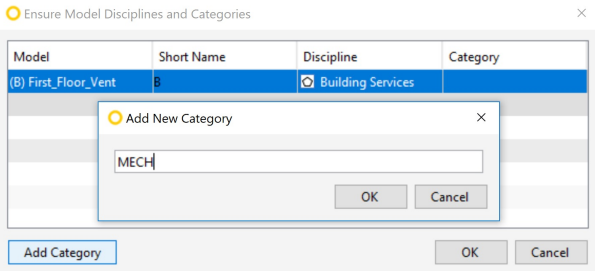 Ensure Model Disciplines and Categories
Model Short Name Discipline Category
(B) First_Floor_Vent B Building Services
Add New Category
MECH
OK Cancel
Add Category OK Cancel